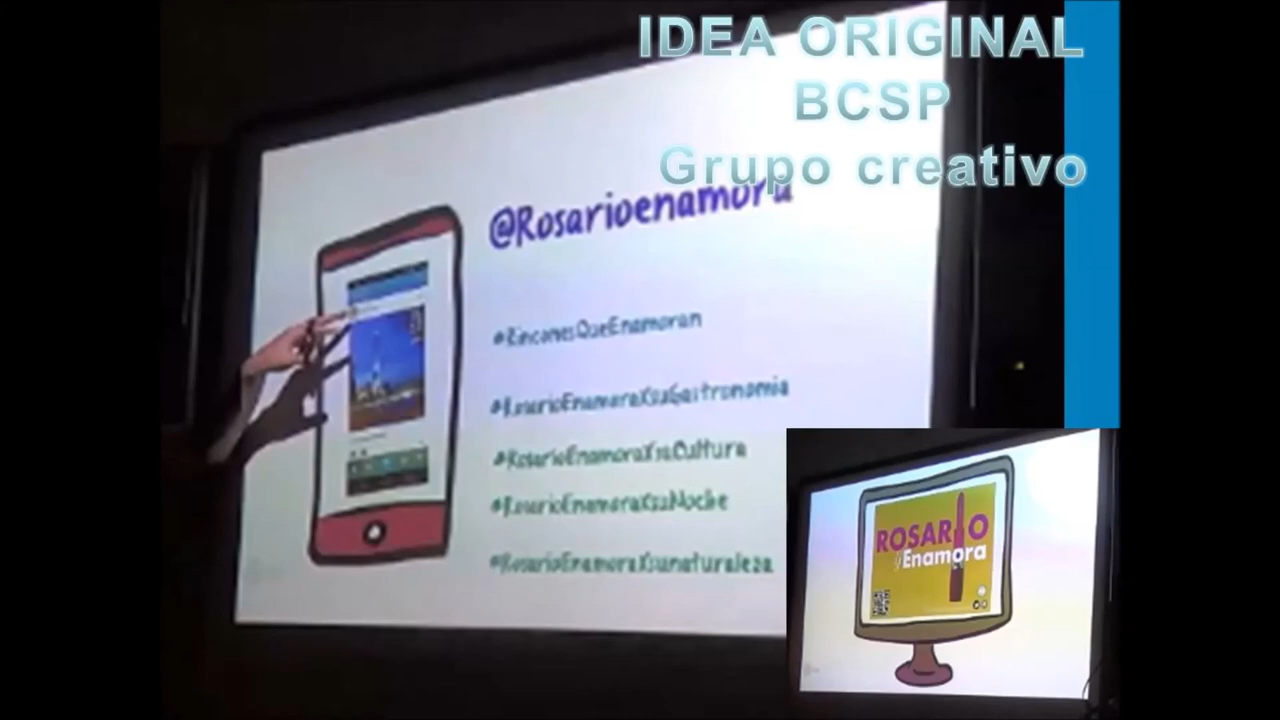 IDEA ORIGINAL
BCSP
Grupo creativo
@Rosarioenamora
#RinconesQueEnamoran
#RosarioEnamoraXsuGastronomia
#RosarioEnamoraXsuCultura
#RosarioEnamoraXsuNoche
#RosarioEnamoraXsunaturaleza
ROSARIO
y Enamora